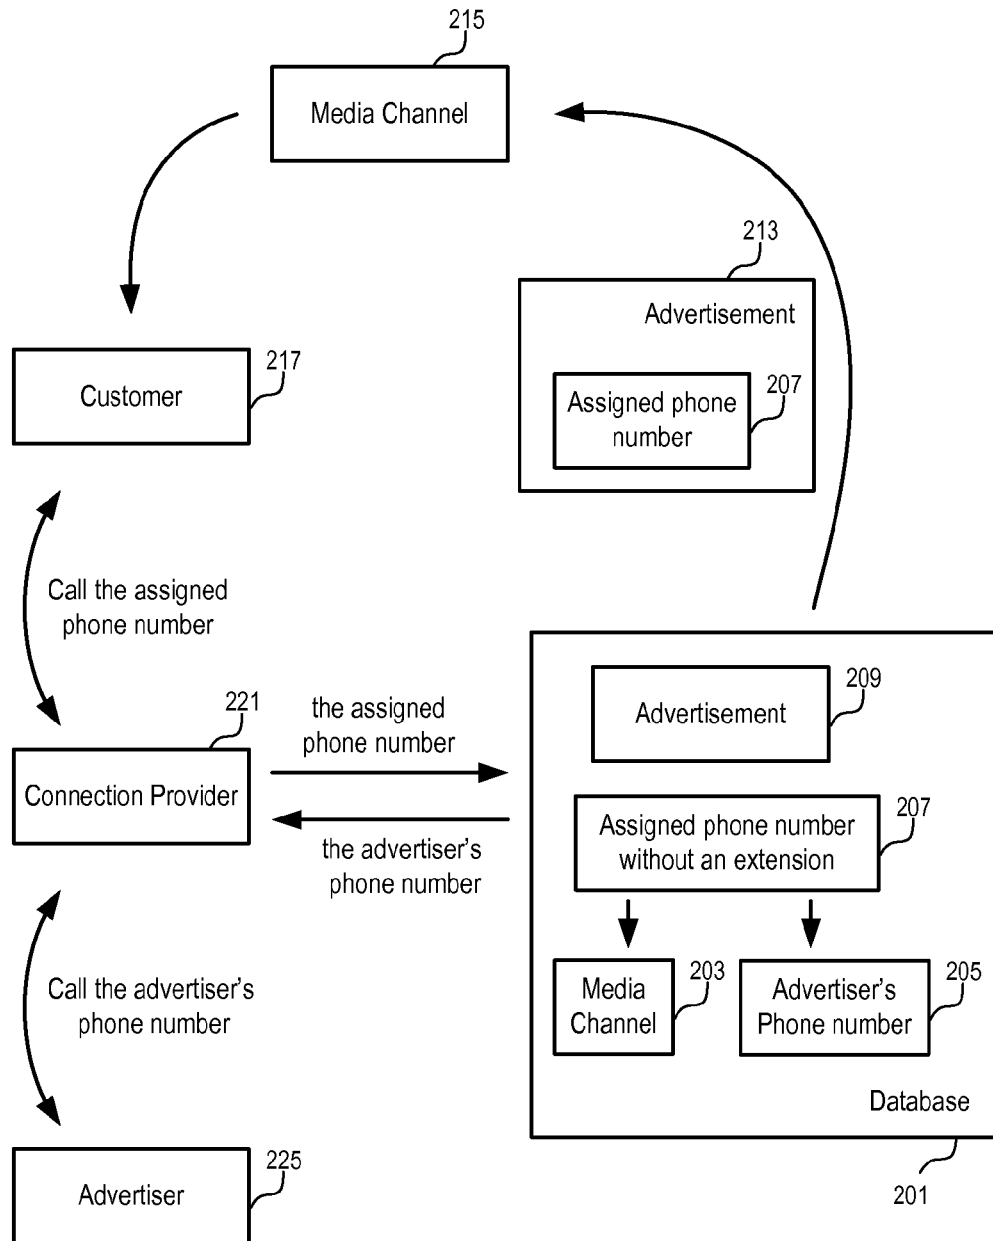 215
Media Channel
213
Advertisement
207
Assigned phone
number
217
Customer
Call the assigned
phone number
221
Connection Provider
the assigned
phone number
the advertiser's
phone number
209
Advertisement
207
Assigned phone number
without an extension
203
Media
Channel
205
Advertiser's
Phone number
Database
201
Call the advertiser's
phone number
225
Advertiser